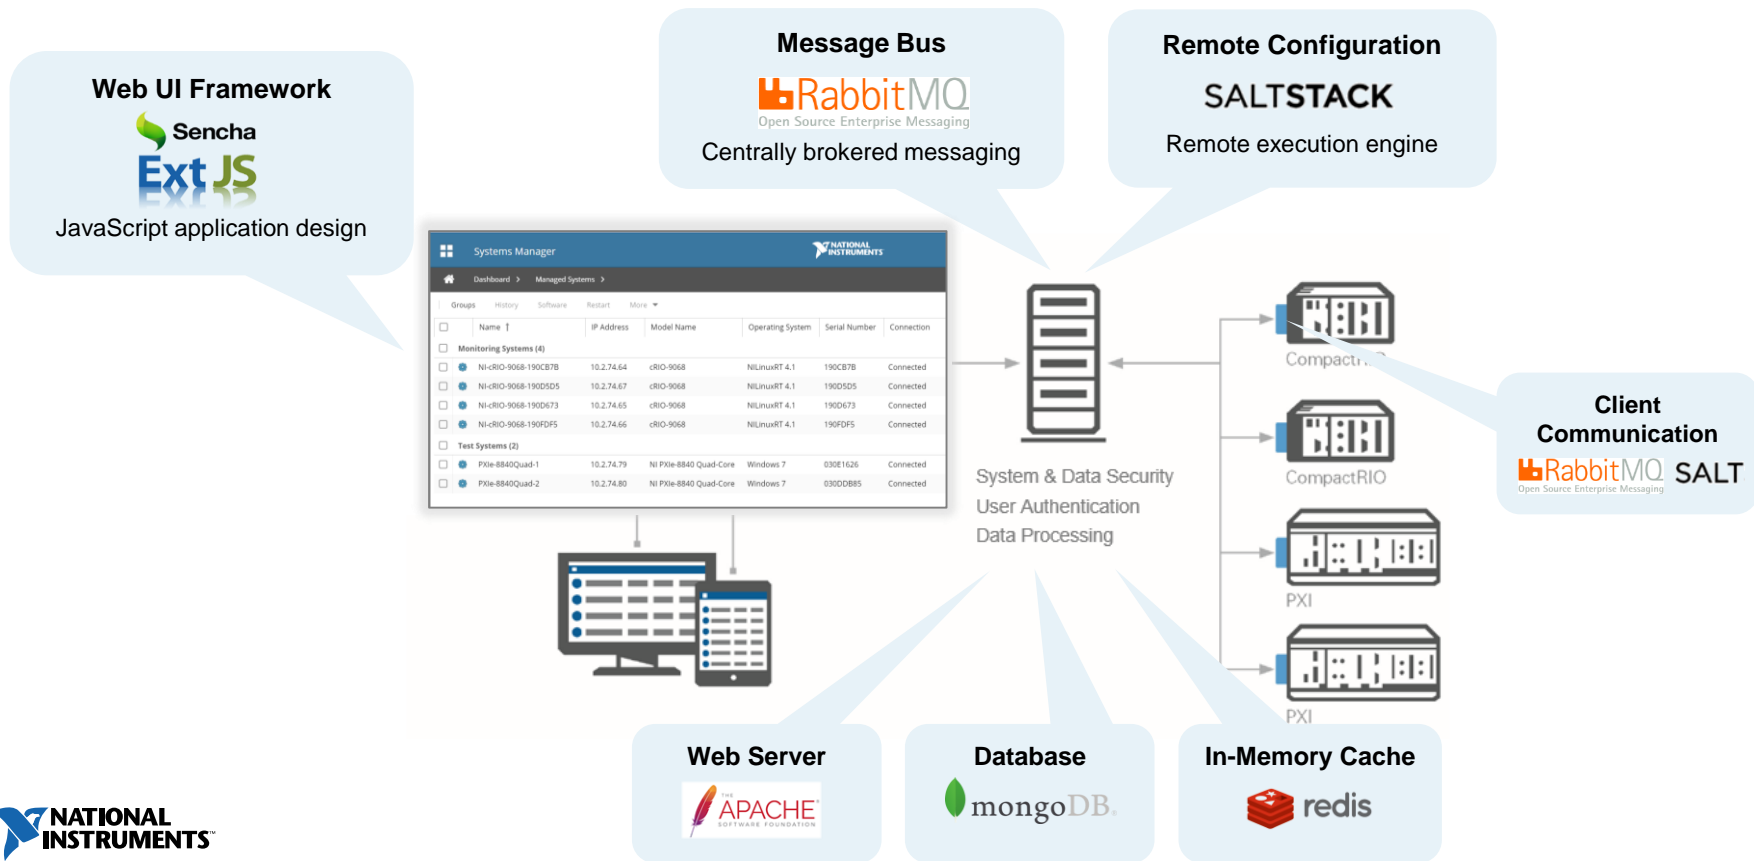 Message Bus
RabbitMQ
Open Source Enterprise Messaging
Centrally brokered messaging
Remote Configuration
SALTSTACK
Remote execution engine
Web UI Framework
Sencha
Ext JS
JavaScript application design
Systems Manager
NATIONAL
INSTRUMENTS
Dashboard > Managed Systems >
Groups History Software Restart More
Name ↑ IP Address Model Name Operating System Serial Number Connection
Monitoring Systems (4)
NI-cRIO-9068-190CB7B 10.2.74.64 cRIO-9068 NILinuxRT 4.1 190CB7B Connected
NI-cRIO-9068-190D5D5 10.2.74.67 cRIO-9068 NILinuxRT 4.1 190D5D5 Connected
NI-cRIO-9068-190D673 10.2.74.65 cRIO-9068 NILinuxRT 4.1 190D673 Connected
NI-cRIO-9068-190FDF5 10.2.74.66 cRIO-9068 NILinuxRT 4.1 190FDF5 Connected
Test Systems (2)
PXIe-8840Quad-1 10.2.74.79 NI PXIe-8840 Quad-Core Windows 7 030E1626 Connected
PXIe-8840Quad-2 10.2.74.80 NI PXIe-8840 Quad-Core Windows 7 030DDB85 Connected
System & Data Security
User Authentication
Data Processing
CompactRIO
CompactRIO
PXI
PXI
Client
Communication
RabbitMQ
Open Source Enterprise Messaging
SALT
Web Server
THE
APACHE®
SOFTWARE FOUNDATION
Database
mongoDB.
In-Memory Cache
redis
NATIONAL
INSTRUMENTS™